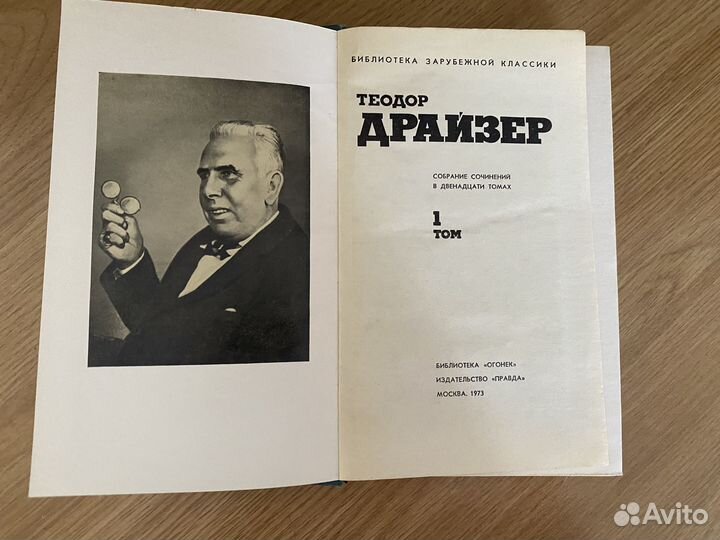 БИБЛИОТЕКА ЗАРУБЕЖНОЙ КЛАССИКИ
ТЕОДОР
ДРАЙЗЕР
СОБРАНИЕ СОЧИНЕНИЙ
В ДВЕНАДЦАТИ ТОМАХ
1
ТОМ
БИБЛИОТЕКА «ОГОНЕК»
ИЗДАТЕЛЬСТВО «ПРАВДА»
МОСКВА. 1973
Avito